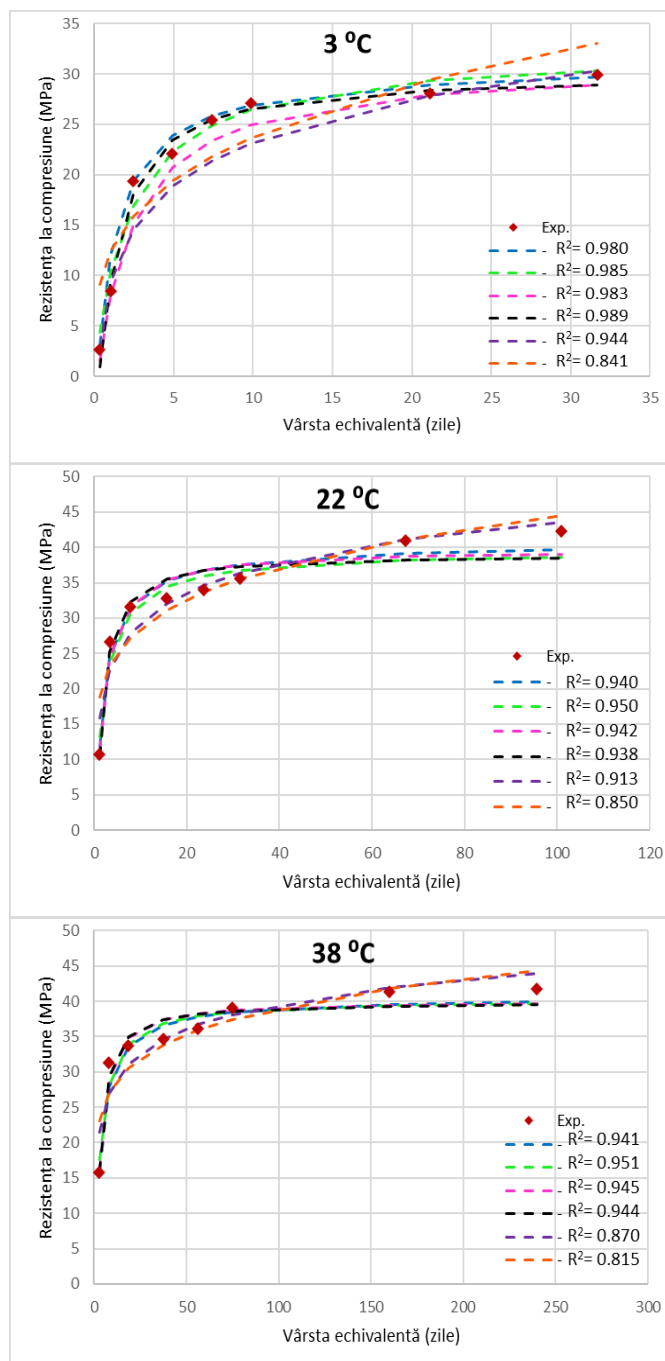 3 ⁰C
Rezistența la compresiune (MPa)
35
30
25
20
15
10
5
0
Exp.
R²= 0.980
R²= 0.985
R²= 0.983
R²= 0.989
R²= 0.944
R²= 0.841
0 5 10 15 20 25 30 35
Vârsta echivalentă (zile)
22 ⁰C
Rezistența la compresiune (MPa)
50
45
40
35
30
25
20
15
10
5
0
Exp.
R²= 0.940
R²= 0.950
R²= 0.942
R²= 0.938
R²= 0.913
R²= 0.850
0 20 40 60 80 100 120
Vârsta echivalentă (zile)
38 ⁰C
Rezistența la compresiune (MPa)
50
45
40
35
30
25
20
15
10
5
0
Exp.
R²= 0.941
R²= 0.951
R²= 0.945
R²= 0.944
R²= 0.870
R²= 0.815
0 50 100 150 200 250 300
Vârsta echivalentă (zile)